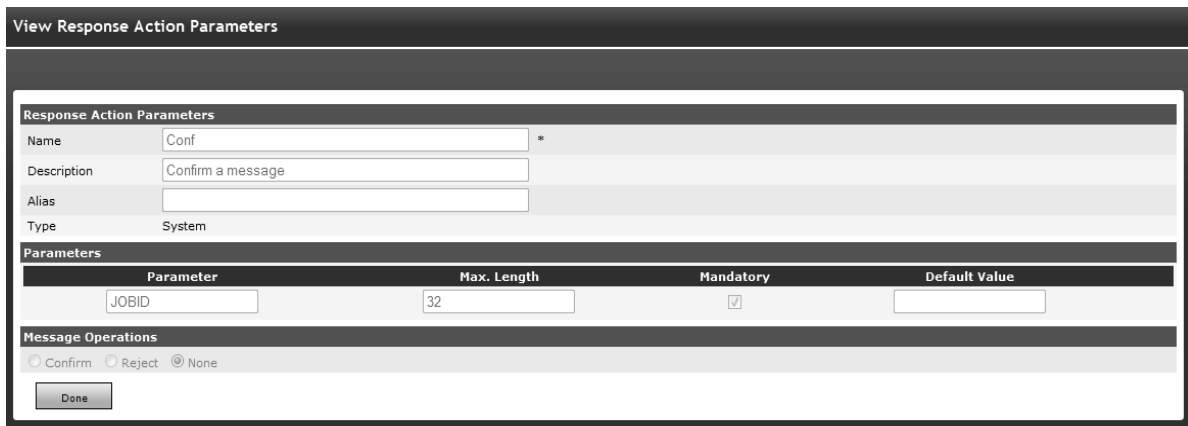 View Response Action Parameters
Response Action Parameters
Name Conf *
Description Confirm a message
Alias
Type System
Parameters
Parameter Max. Length Mandatory Default Value
JOBID 32
Message Operations
Confirm Reject None
Done